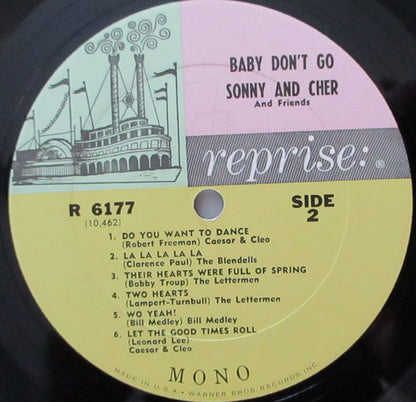 BABY DON'T GO
SONNY AND CHER
And Friends
reprise:®
R 6177
(10,462)
SIDE
2
1. DO YOU WANT TO DANCE
(Robert Freeman) Caesar & Cleo
2. LA LA LA LA LA
(Clarence Paul) The Blendells
3. THEIR HEARTS WERE FULL OF SPRING
(Bobby Troup) The Lettermen
4. TWO HEARTS
(Lampert-Turnbull) The Lettermen
5. WO YEAH!
(Bill Medley) Bill Medley
6. LET THE GOOD TIMES ROLL
(Leonard Lee)
Caesar & Cleo
MONO
MADE IN U.S.A. • WARNER BROS. RECORDS, INC.